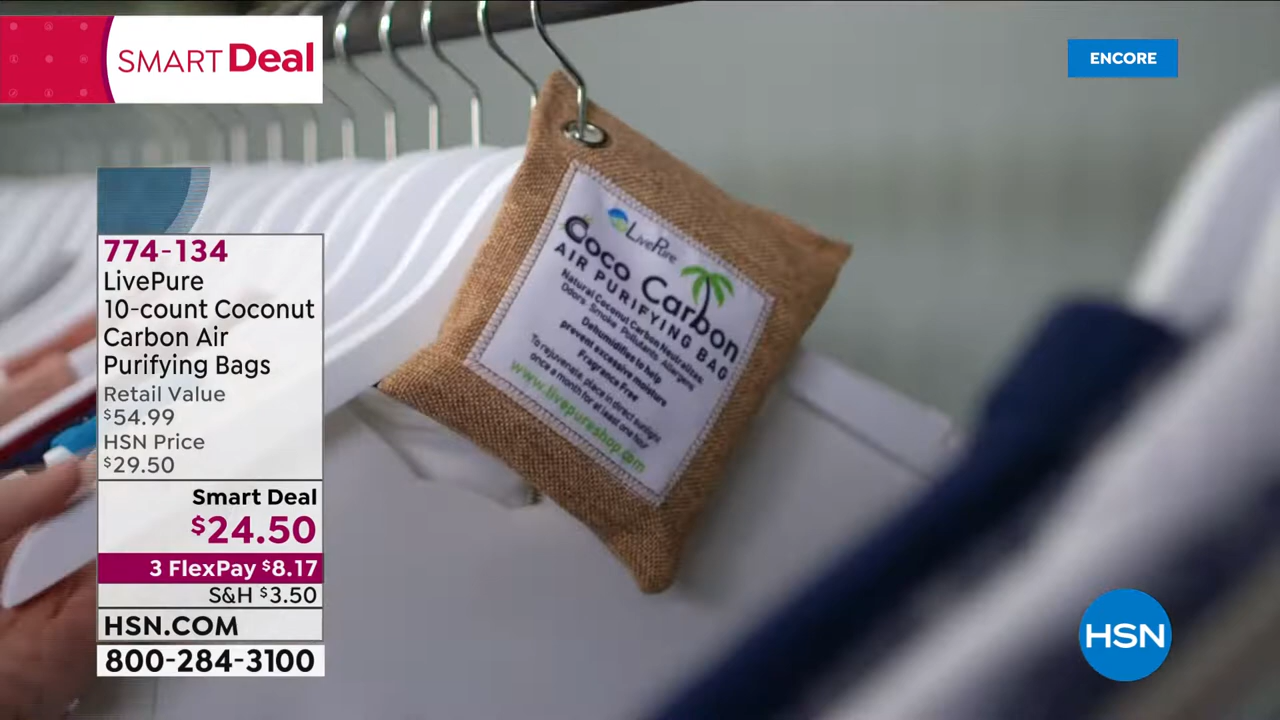 SMART Deal
ENCORE
774-134
LivePure
10-count Coconut
Carbon Air
Purifying Bags
Retail Value
$54.99
HSN Price
$29.50
Smart Deal
$24.50
3 FlexPay $8.17
S&H $3.50
HSN.COM
800-284-3100
LivePure
Coco Carbon
AIR PURIFYING BAG
Natural Coconut Carbon Neutralizes:
Odors Smoke Pollutants Allergens
Dehumidifies to help
prevent excessive moisture
Fragrance Free
To rejuvenate, place in direct sunlight
once a month for at least one hour
www.livepureshop.com
HSN